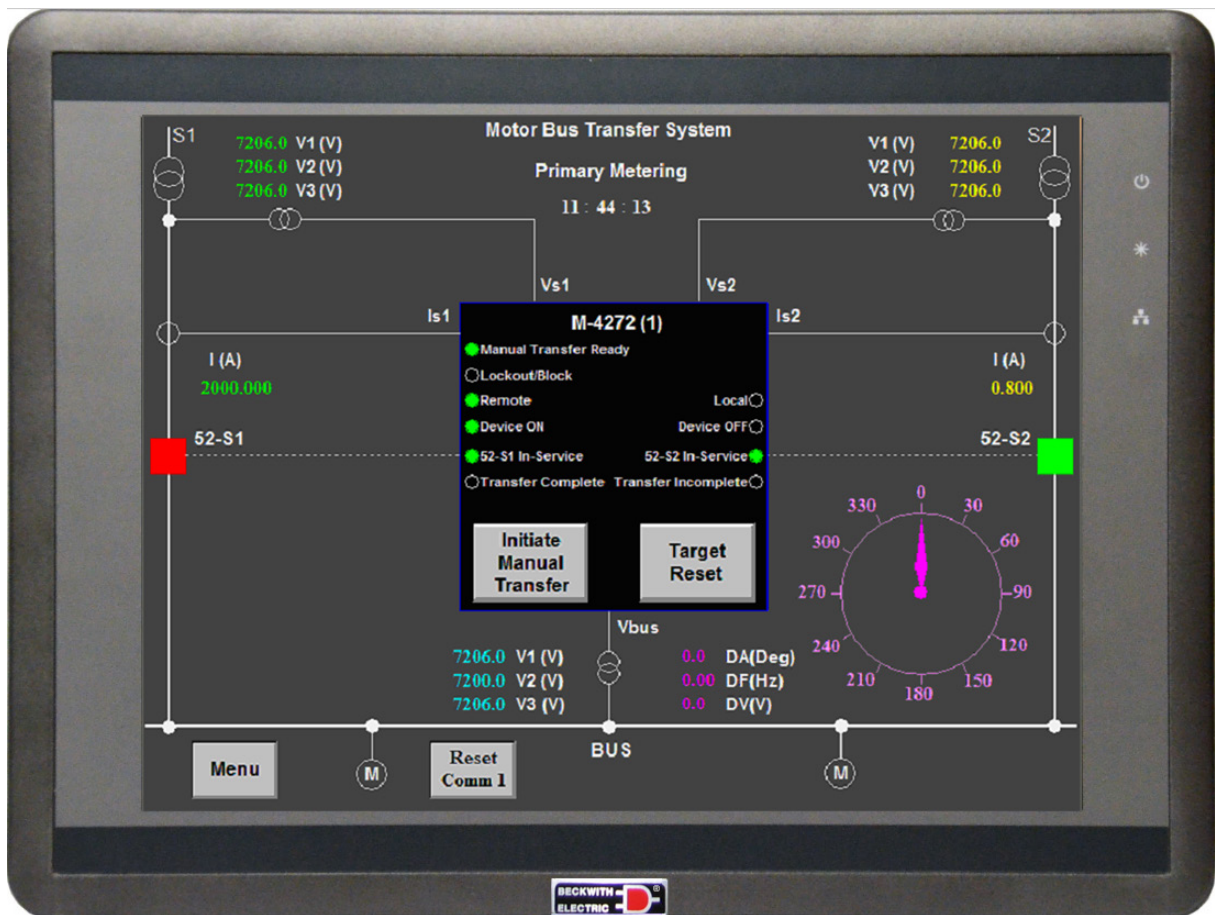 Motor Bus Transfer System
Primary Metering
11 : 44 : 13
S1
7206.0 V1 (V)
7206.0 V2 (V)
7206.0 V3 (V)
V1 (V) 7206.0
V2 (V) 7206.0
V3 (V) 7206.0
S2
Vs1
Vs2
Is1
Is2
I (A)
2000.000
I (A)
0.800
52-S1
52-S2
M-4272 (1)
Manual Transfer Ready
Lockout/Block
Remote Local
Device ON Device OFF
52-S1 In-Service 52-S2 In-Service
Transfer Complete Transfer Incomplete
Initiate
Manual
Transfer
Target
Reset
0
30
60
90
120
150
180
210
240
270
300
330
Vbus
7206.0 V1 (V)
7200.0 V2 (V)
7206.0 V3 (V)
0.0 DA(Deg)
0.00 DF(Hz)
0.0 DV(V)
BUS
Menu
M
Reset
Comm 1
M
BECKWITH
ELECTRIC